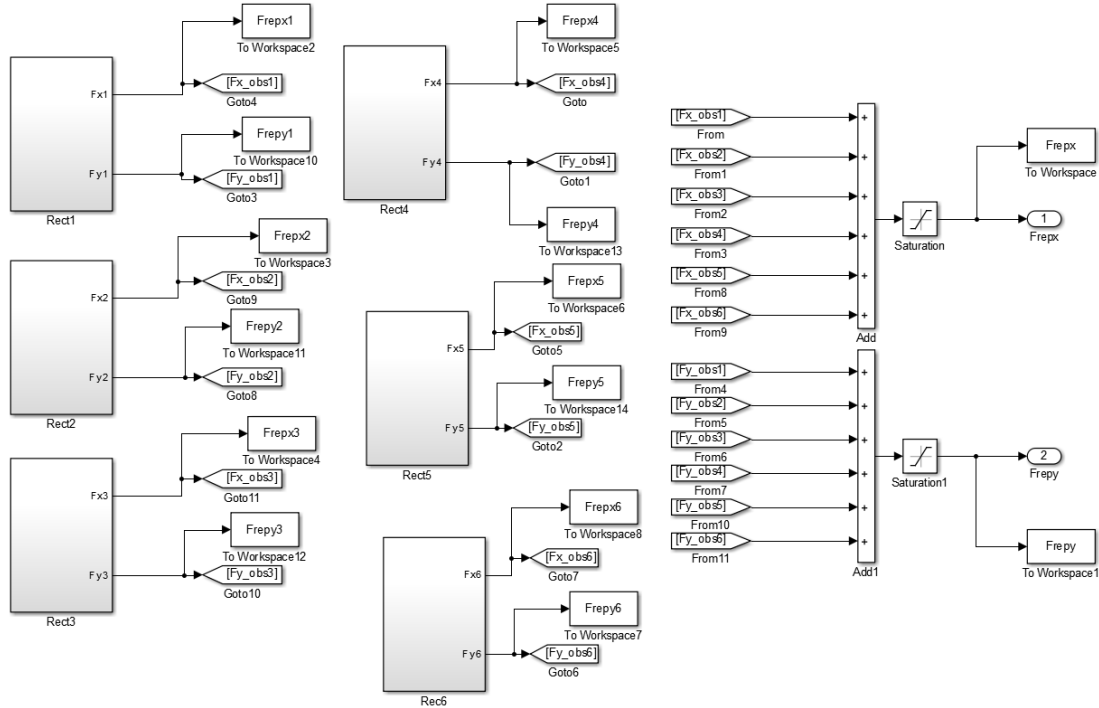 Frepx1
To Workspace2
Fx1
[Fx_obs1]
Goto4
Frepy1
To Workspace10
Fy1
[Fy_obs1]
Goto3
Rect1
Frepx2
To Workspace3
Fx2
[Fx_obs2]
Goto9
Frepy2
To Workspace11
Fy2
[Fy_obs2]
Goto8
Rect2
Frepx3
To Workspace4
Fx3
[Fx_obs3]
Goto11
Frepy3
To Workspace12
Fy3
[Fy_obs3]
Goto10
Rect3
Frepx4
To Workspace5
Fx4
[Fx_obs4]
Goto
Fy4
[Fy_obs4]
Goto1
Rect4
Frepy4
To Workspace13
Frepx5
To Workspace6
Fx5
[Fx_obs5]
Goto5
Frepy5
To Workspace14
Fy5
[Fy_obs5]
Goto2
Rect5
Frepx6
To Workspace8
Fx6
[Fx_obs6]
Goto7
Frepy6
To Workspace7
Fy6
[Fy_obs6]
Goto6
Rec6
[Fx_obs1]
+
From
[Fx_obs2]
+
From1
[Fx_obs3]
+
From2
[Fx_obs4]
+
From3
[Fx_obs5]
+
From8
[Fx_obs6]
+
From9
Add
Saturation
Frepx
To Workspace
1
Frepx
[Fy_obs1]
+
From4
[Fy_obs2]
+
From5
[Fy_obs3]
+
From6
[Fy_obs4]
+
From7
[Fy_obs5]
+
From10
[Fy_obs6]
+
From11
Add1
Saturation1
2
Frepy
Frepy
To Workspace1